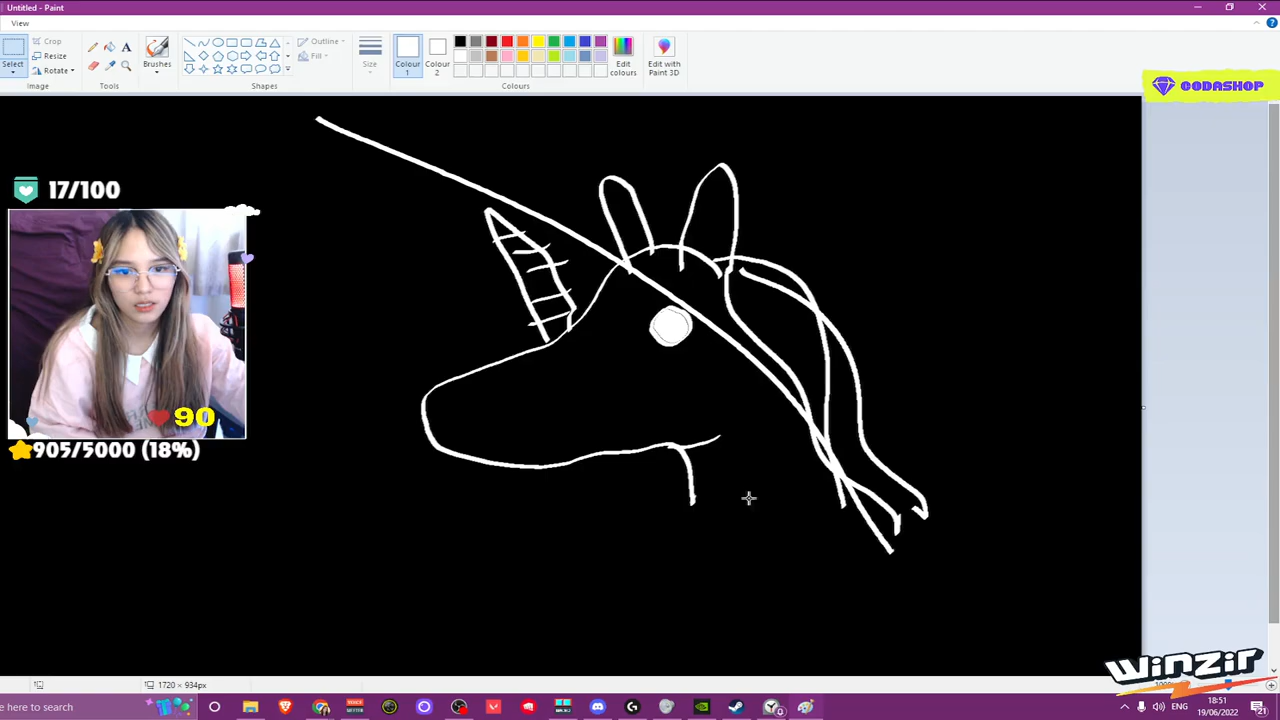 Untitled - Paint
View
Crop
Resize
Rotate
Select
Image
A
Tools
Brushes
Shapes
Outline
Fill
Size
Colour
1
Colour
2
Colours
Edit
colours
Edit with
Paint 3D
CODASHOP
17/100
90
905/5000 (18%)
winzir
1720 × 934px
here to search
18:51
ENG
19/06/2022
21